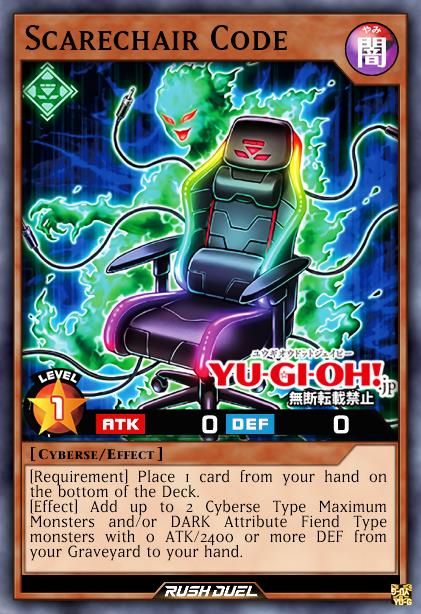 Scarechair Code
やみ
闇
ユウギオウドットジェイピー
YU-GI-OH!.jp
無断転載禁止
LEVEL
1
ATK 0 DEF 0
[ Cyberse/Effect ]
[Requirement] Place 1 card from your hand on
the bottom of the Deck.
[Effect] Add up to 2 Cyberse Type Maximum
Monsters and/or DARK Attribute Fiend Type
monsters with 0 ATK/2400 or more DEF from
your Graveyard to your hand.
RUSH DUEL